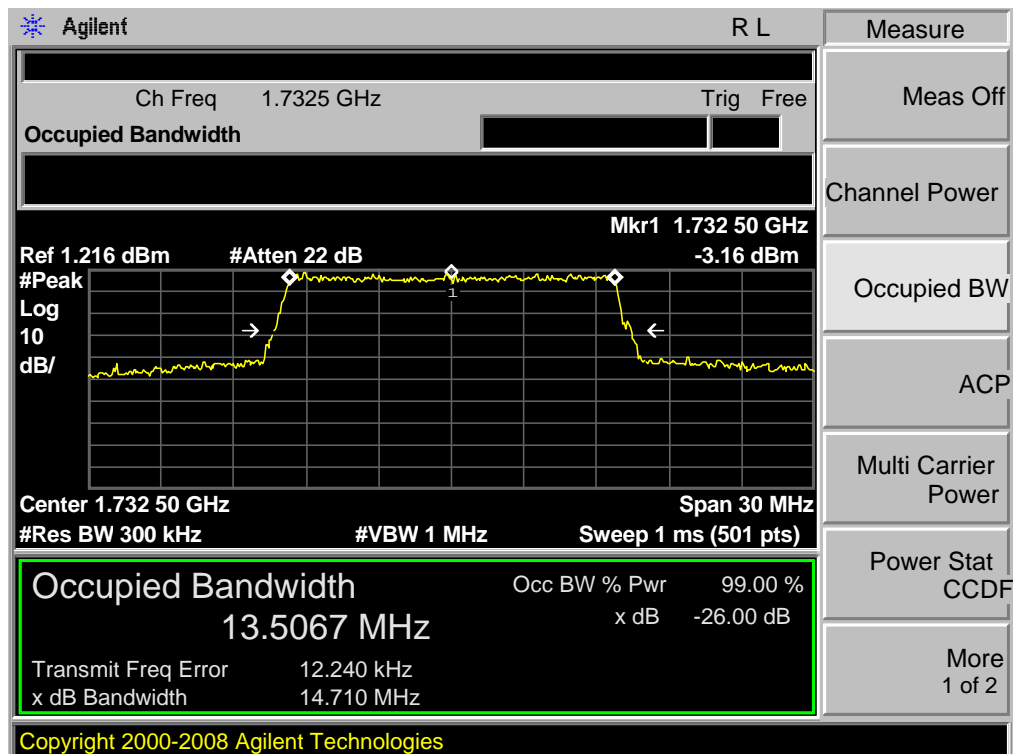 Agilent R L Measure
Ch Freq 1.7325 GHz Trig Free
Occupied Bandwidth
Meas Off
Channel Power
Mkr1 1.732 50 GHz
Ref 1.216 dBm #Atten 22 dB -3.16 dBm
#Peak
Log
10
dB/
1
Occupied BW
ACP
Multi Carrier
Power
Center 1.732 50 GHz Span 30 MHz
#Res BW 300 kHz #VBW 1 MHz Sweep 1 ms (501 pts)
Occupied Bandwidth Occ BW % Pwr 99.00 %
13.5067 MHz x dB -26.00 dB
Transmit Freq Error 12.240 kHz
x dB Bandwidth 14.710 MHz
Power Stat
CCDF
More
1 of 2
Copyright 2000-2008 Agilent Technologies